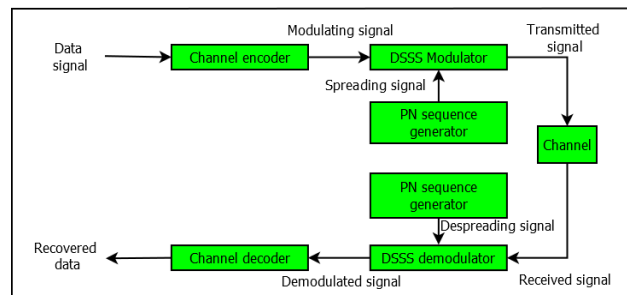 Data
signal
Channel encoder
Modulating signal
DSSS Modulator
Transmitted
signal
Spreading signal
PN sequence
generator
Channel
PN sequence
generator
Despreading signal
Recovered
data
Channel decoder
Demodulated signal
DSSS demodulator
Received signal